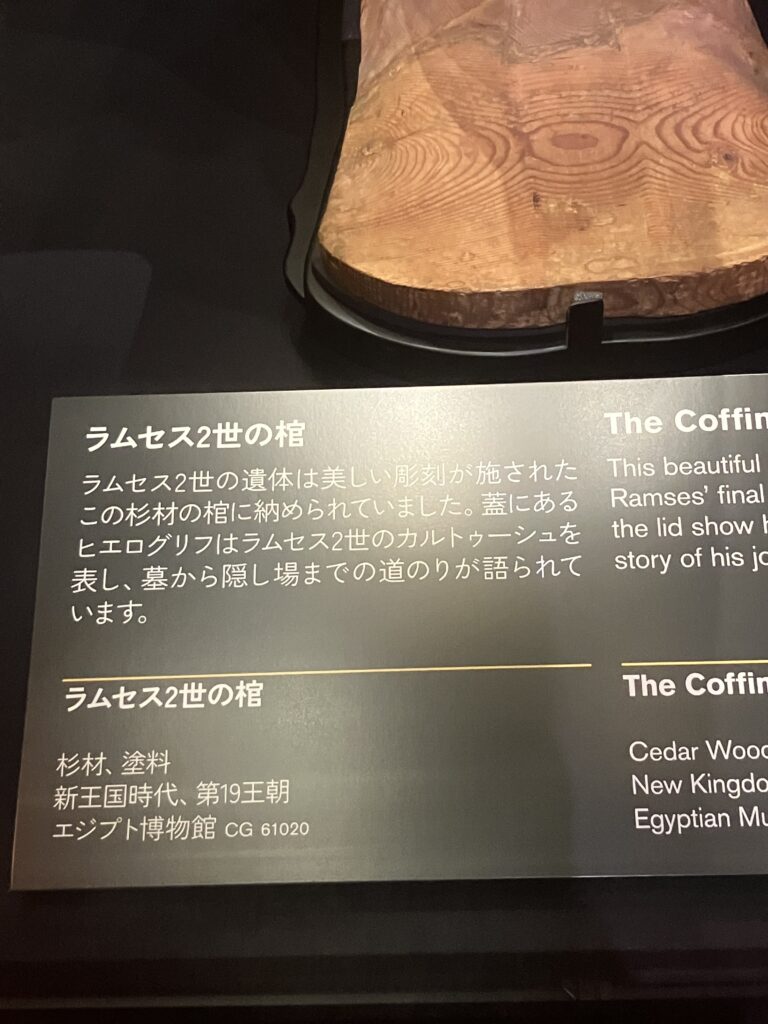 ラムセス2世の棺
ラムセス2世の遺体は美しい彫刻が施された
この杉材の棺に納められていました。蓋にある
ヒエログリフはラムセス2世のカルトゥーシュを
表し、墓から隠し場までの道のりが語られて
います。
ラムセス2世の棺
杉材、塗料
新王国時代、第19王朝
エジプト博物館 CG 61020
The Coffin
This beautiful
Ramses' final
the lid show
story of his
The Coffin
Cedar
New
Egyptian